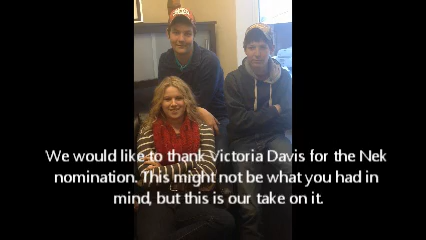 We would like to thank Victoria Davis for the Nek
nomination. This might not be what you had in
mind, but this is our take on it.